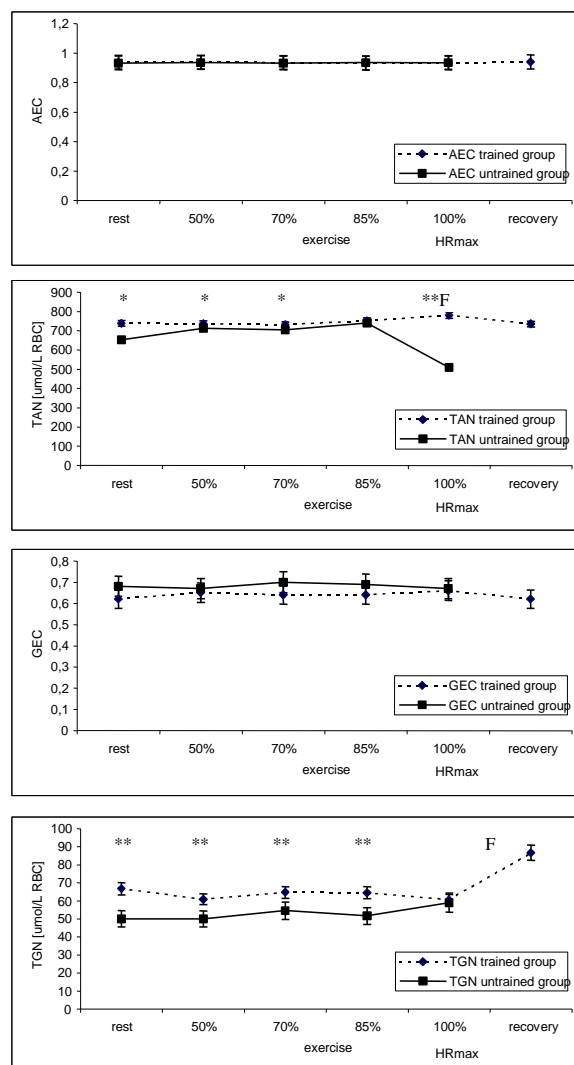 1,2
1
0,8
0,6
0,4
0,2
0
AEC
AEC trained group
AEC untrained group
rest 50% 70% 85% 100% recovery
exercise HRmax
* * * **F
900
800
700
600
500
400
300
200
100
0
TAN [umol/L RBC]
TAN trained group
TAN untrained group
rest 50% 70% 85% 100% recovery
exercise HRmax
0,8
0,7
0,6
0,5
0,4
0,3
0,2
0,1
0
GEC
GEC trained group
GEC untrained group
rest 50% 70% 85% 100% recovery
exercise HRmax
100
90
80
70
60
50
40
30
20
10
0
TGN [umol/L RBC]
** ** ** ** F
TGN trained group
TGN untrained group
rest 50% 70% 85% 100% recovery
exercise HRmax